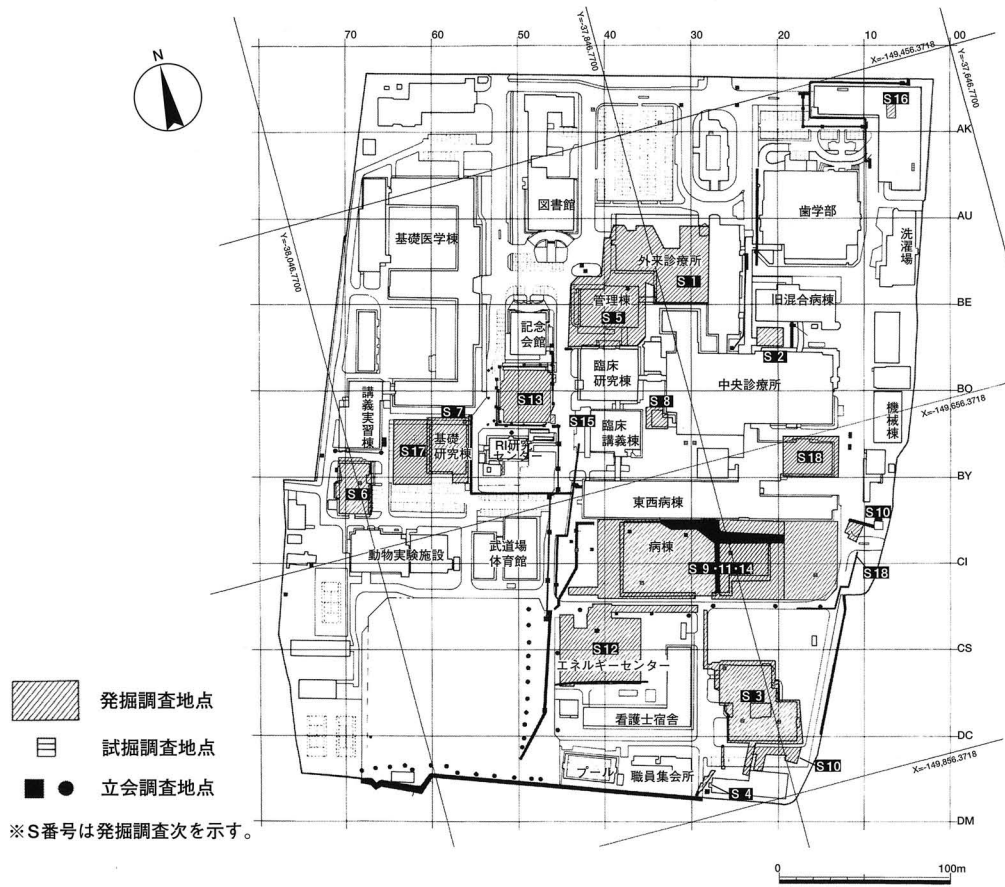 N
70
60
50
40
30
20
10
00
Y=-37,846.7700
X=-149,456.3718
Y=-37,646.7700
Y=-38,046.7700
S16
AK
図書館
歯学部
AU
基礎医学棟
外来診療所
洗濯場
S 1
管理棟
旧混合病棟
BE
S 5
記念
会館
臨床
研究棟
S 2
中央診療所
BO
X=-149,656.3718
講義実習棟
S 7
S13
S15
S 8
機械棟
基礎
研究棟
臨床
講義棟
S17
RI研究
センター
S18
BY
S 6
東西病棟
S10
動物実験施設
武道場
体育館
病棟
CI
S 9・11・14
S18
S12
CS
エネルギーセンター
S 3
発掘調査地点
看護士宿舎
試掘調査地点
DC
プール
職員集会所
S10
X=-149,856.3718
立会調査地点
S 4
※S番号は発掘調査次を示す。
DM
0
100m